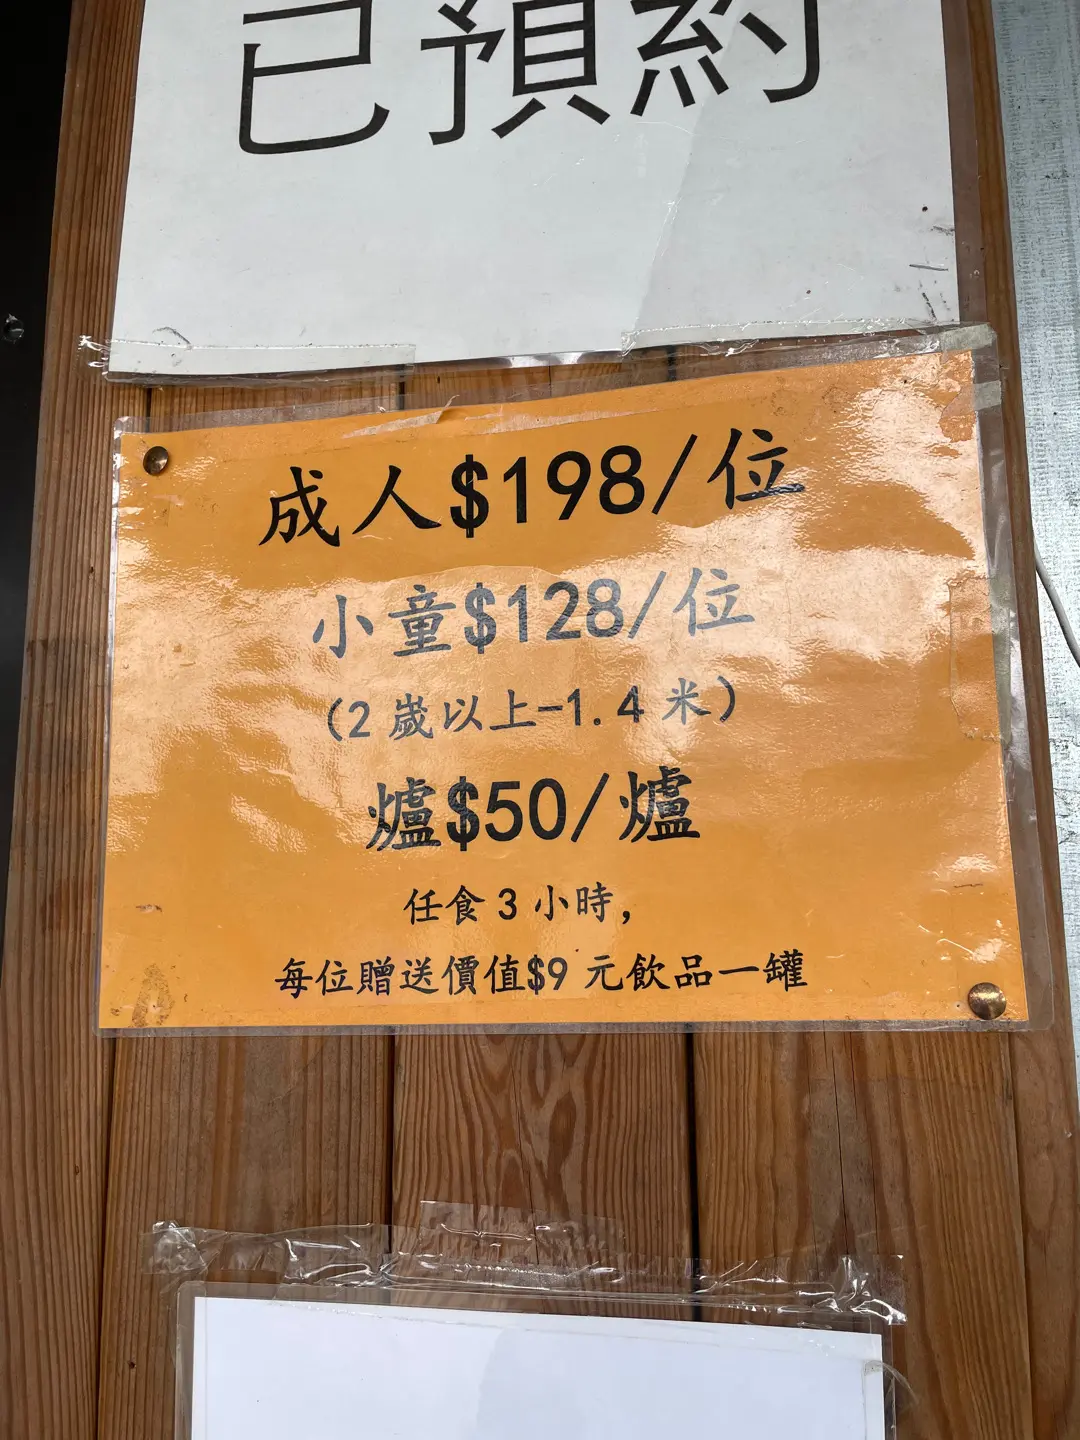 已預約
成人$198/位
小童$128/位
(2歲以上-1.4米)
爐$50/爐
任食3小時，
每位贈送價值$9元飲品一罐